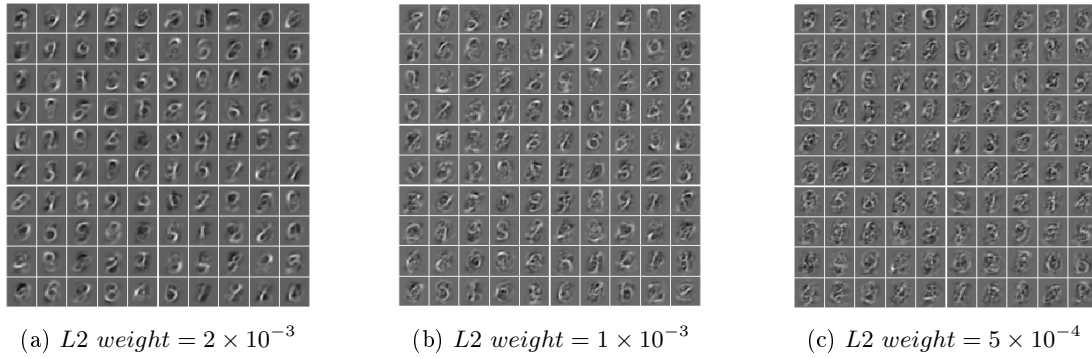 (a) L2 weight = 2 × 10⁻³
(b) L2 weight = 1 × 10⁻³
(c) L2 weight = 5 × 10⁻⁴